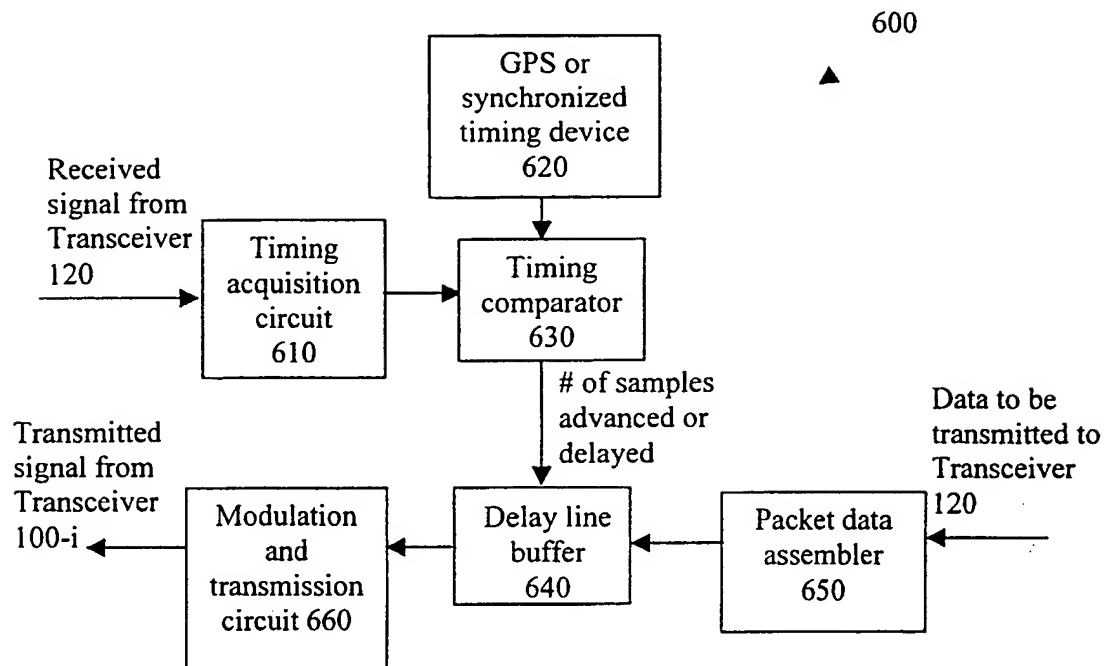 600
GPS or
synchronized
timing device
620
Received
signal from
Transceiver
120
Timing
acquisition
circuit
610
Timing
comparator
630
# of samples
advanced or
delayed
Data to be
transmitted to
Transceiver
120
Transmitted
signal from
Transceiver
100-i
Modulation
and
transmission
circuit 660
Delay line
buffer
640
Packet data
assembler
650